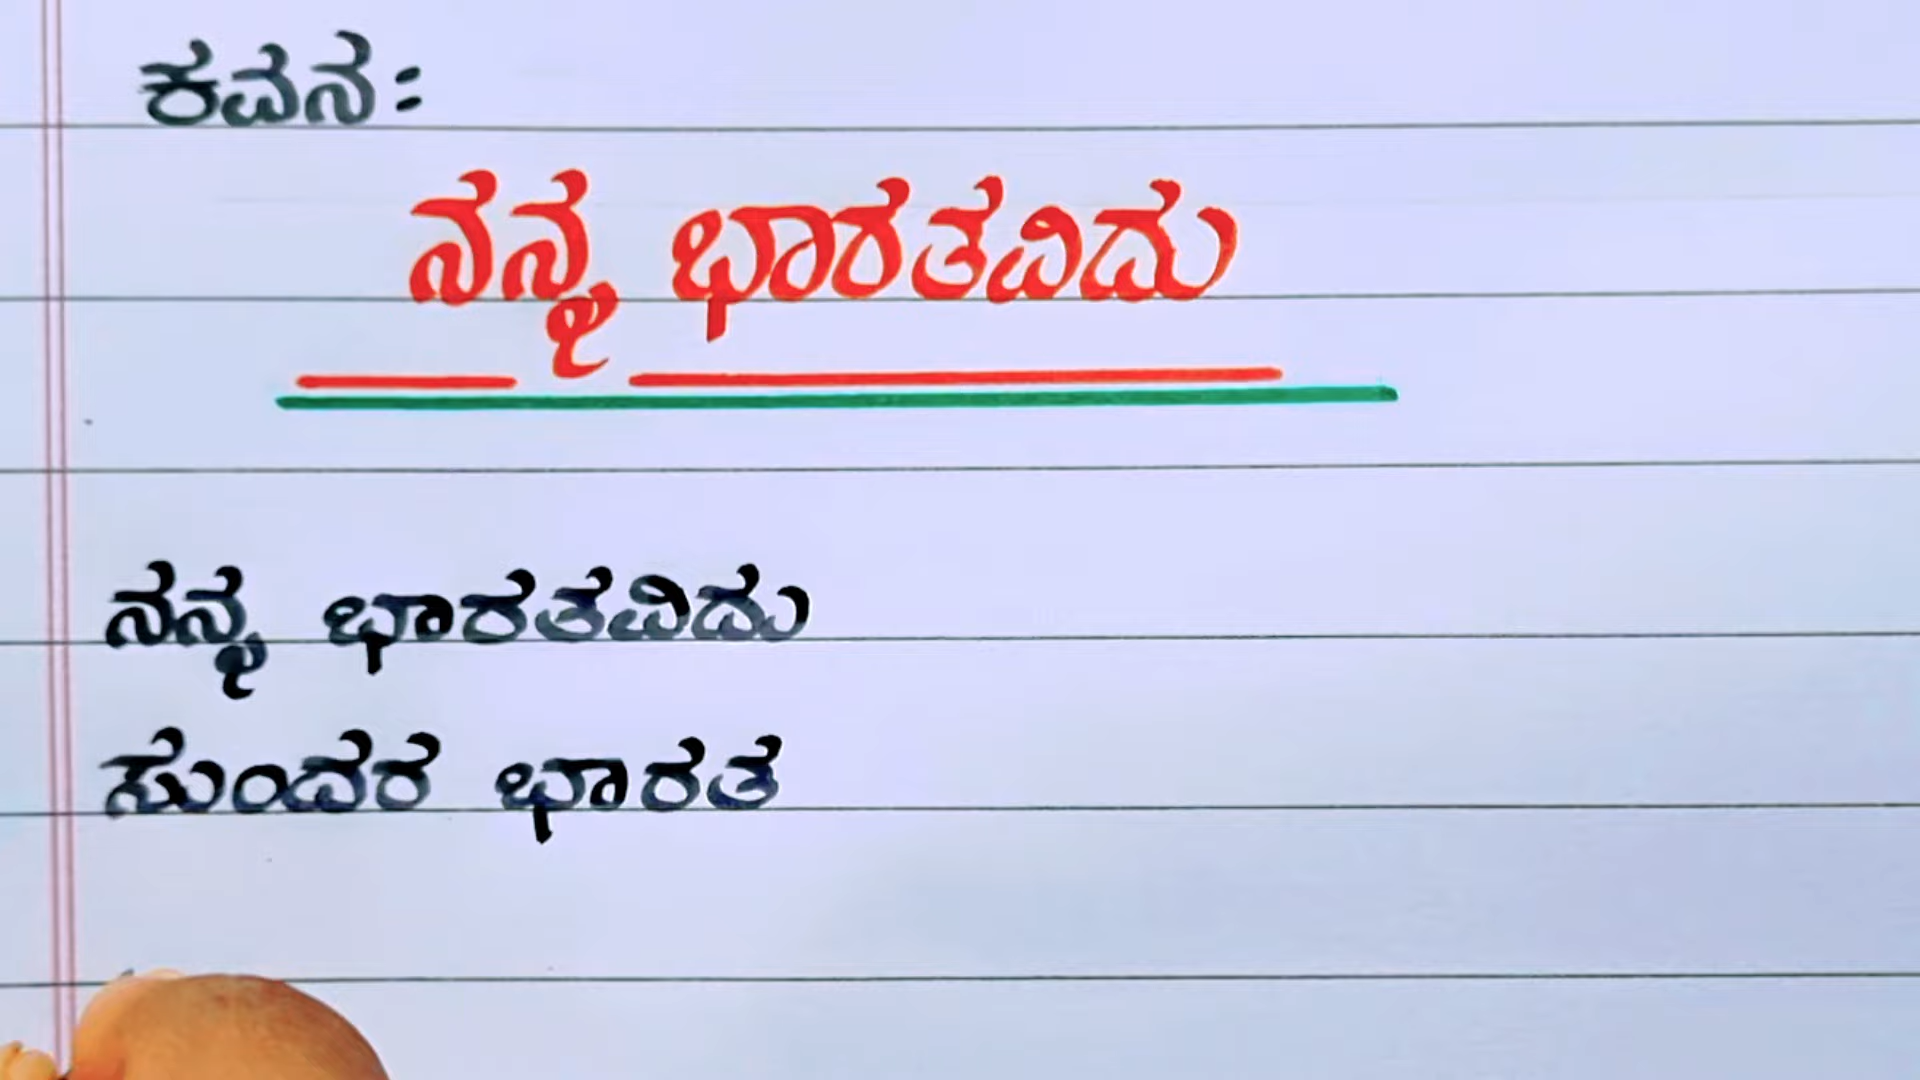 ಕವನ:
ನನ್ನ ಭಾರತವಿದು
ನನ್ನ ಭಾರತವಿದು
ಸುಂದರ ಭಾರತ